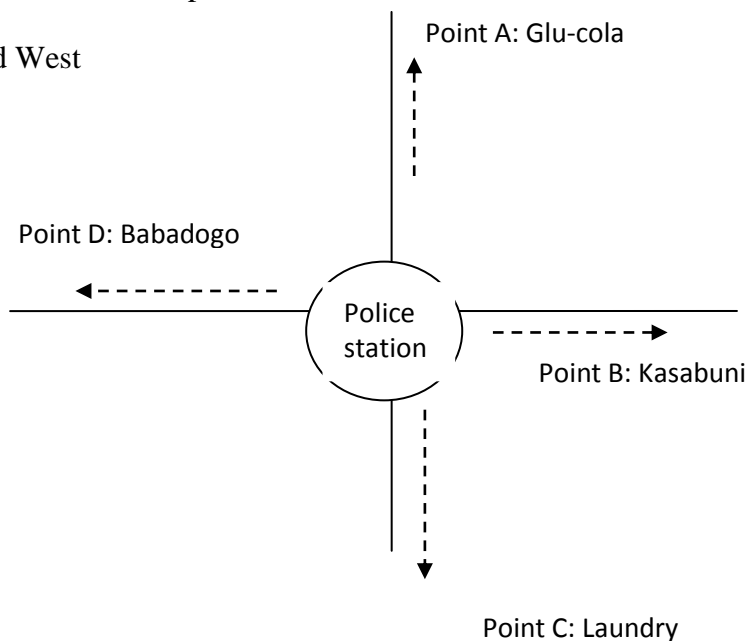 d West
Point A: Glu-cola
Point D: Babadogo
Police
station
Point B: Kasabuni
Point C: Laundry